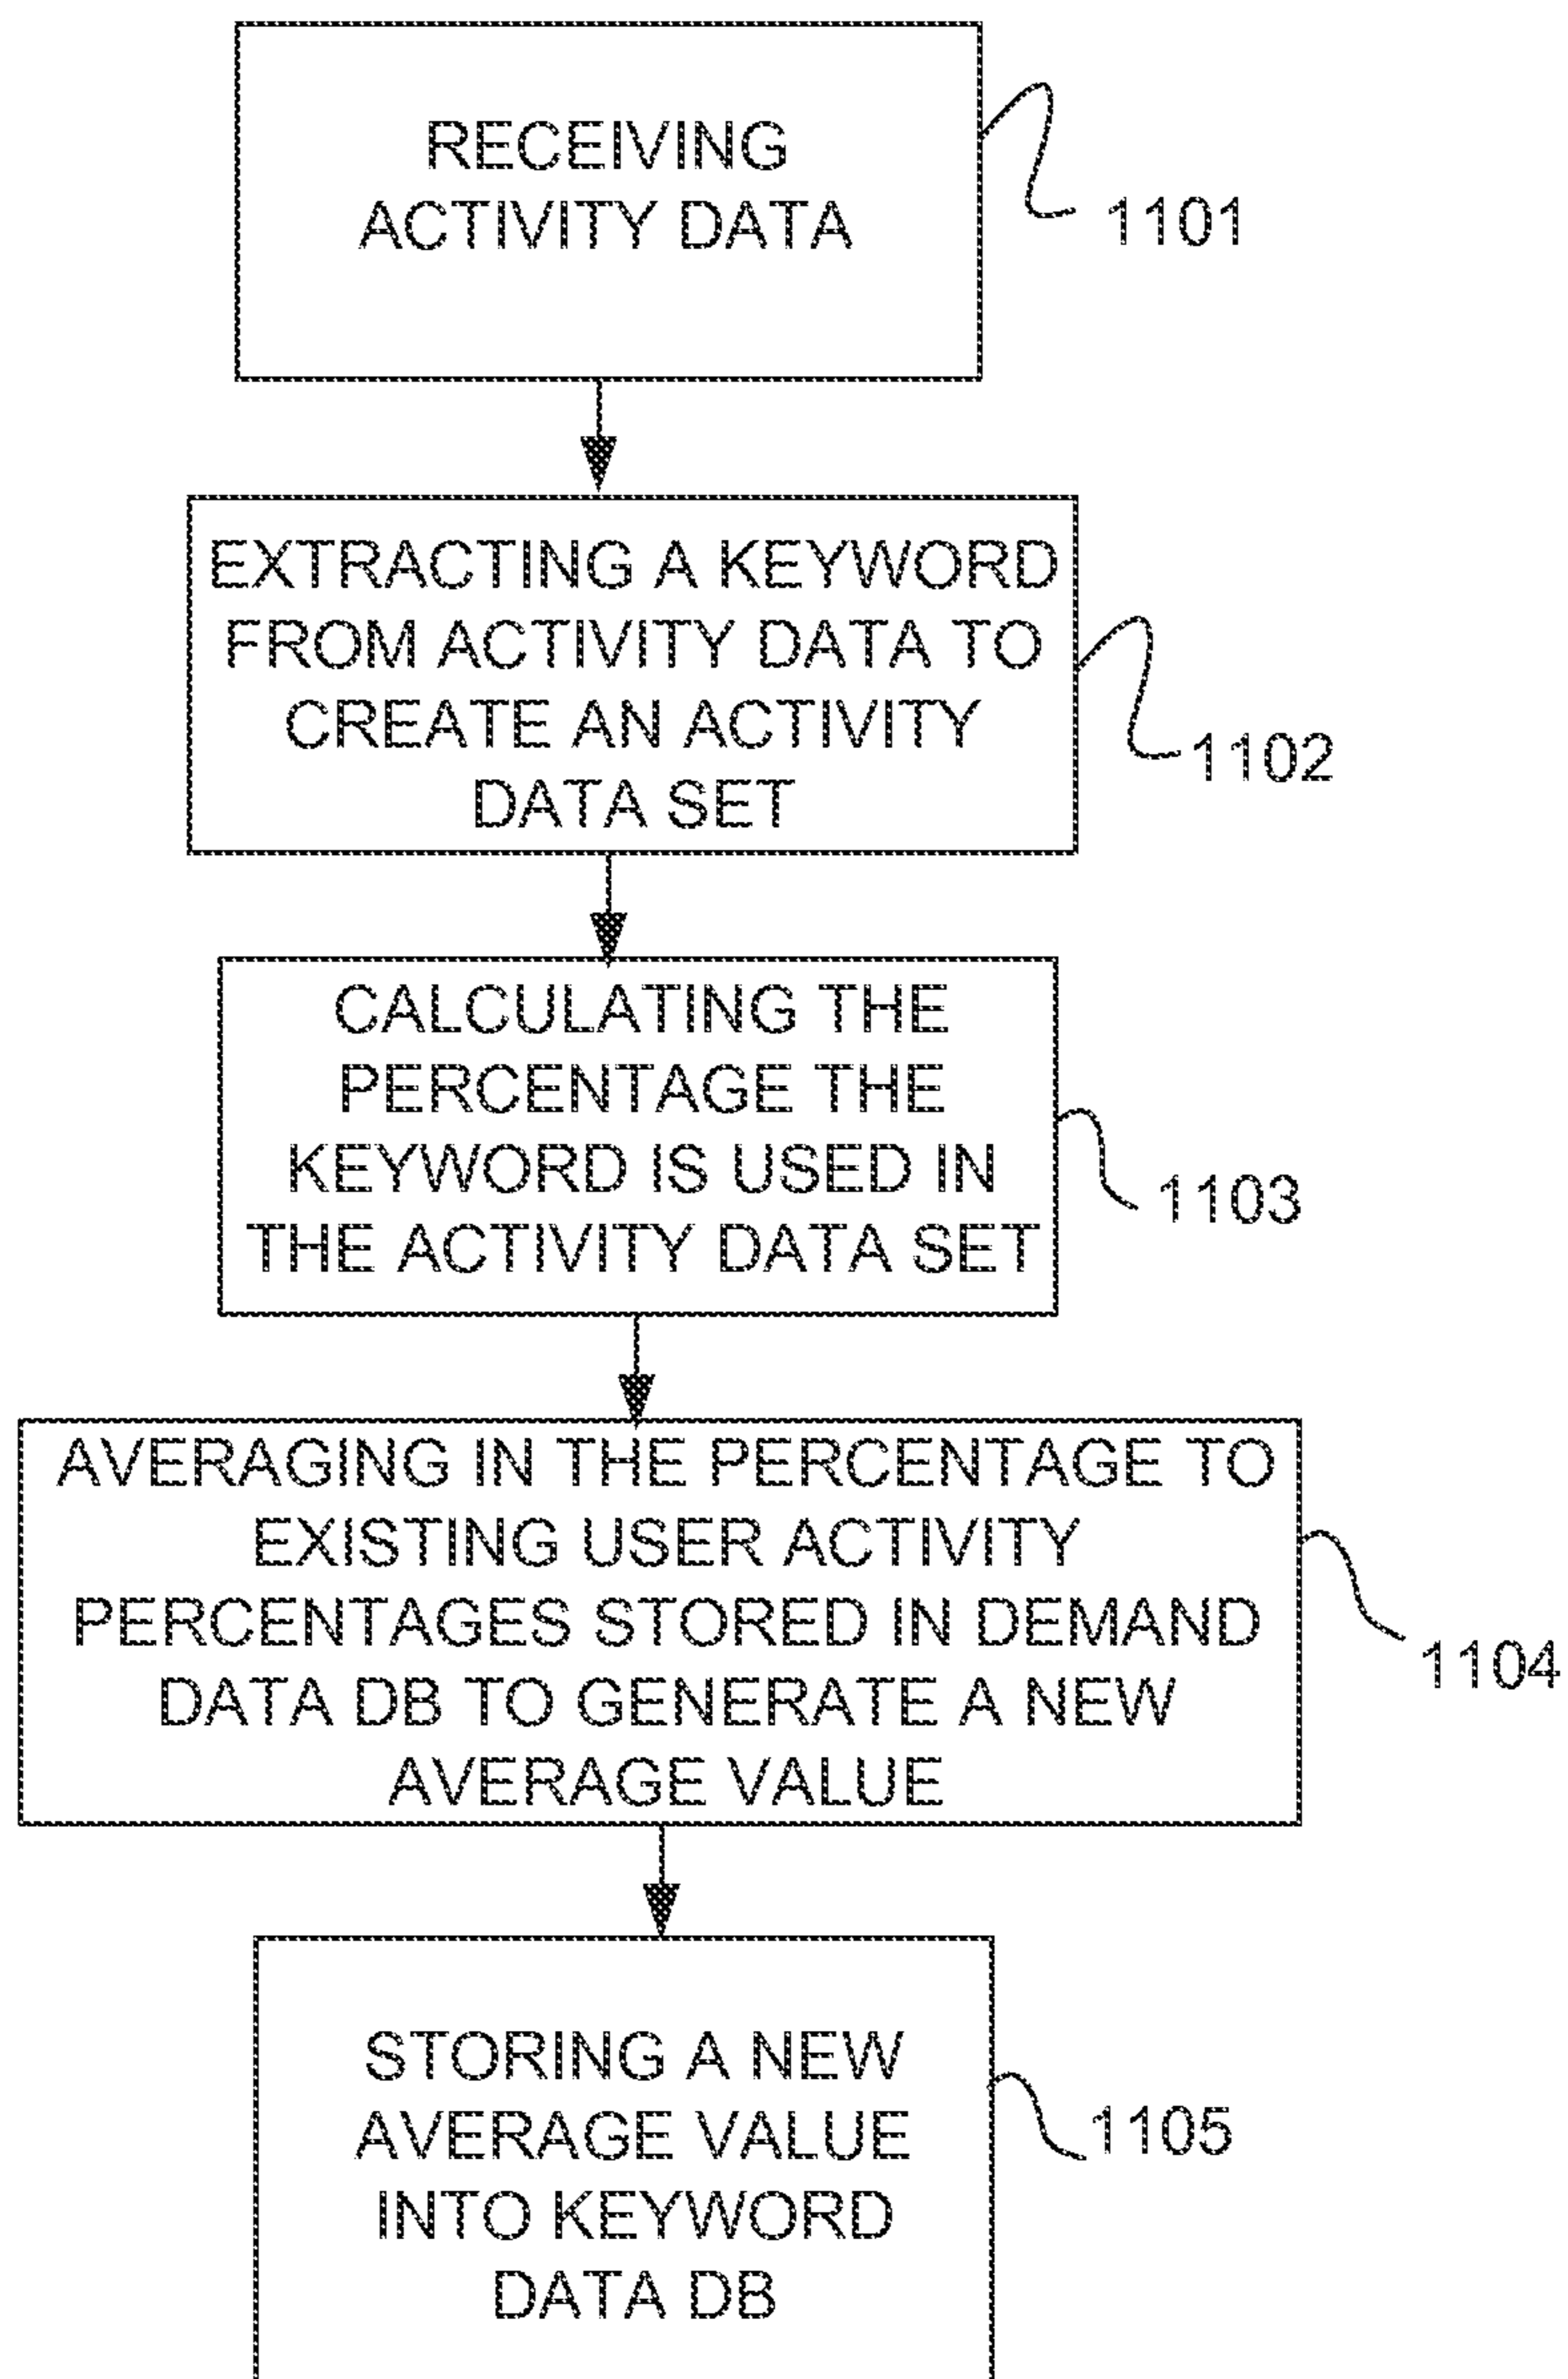 RECEIVING
ACTIVITY DATA
1101
EXTRACTING A KEYWORD
FROM ACTIVITY DATA TO
CREATE AN ACTIVITY
DATA SET
1102
CALCULATING THE
PERCENTAGE THE
KEYWORD IS USED IN
THE ACTIVITY DATA SET
1103
AVERAGING IN THE PERCENTAGE TO
EXISTING USER ACTIVITY
PERCENTAGES STORED IN DEMAND
DATA DB TO GENERATE A NEW
AVERAGE VALUE
1104
STORING A NEW
AVERAGE VALUE
INTO KEYWORD
DATA DB
1105